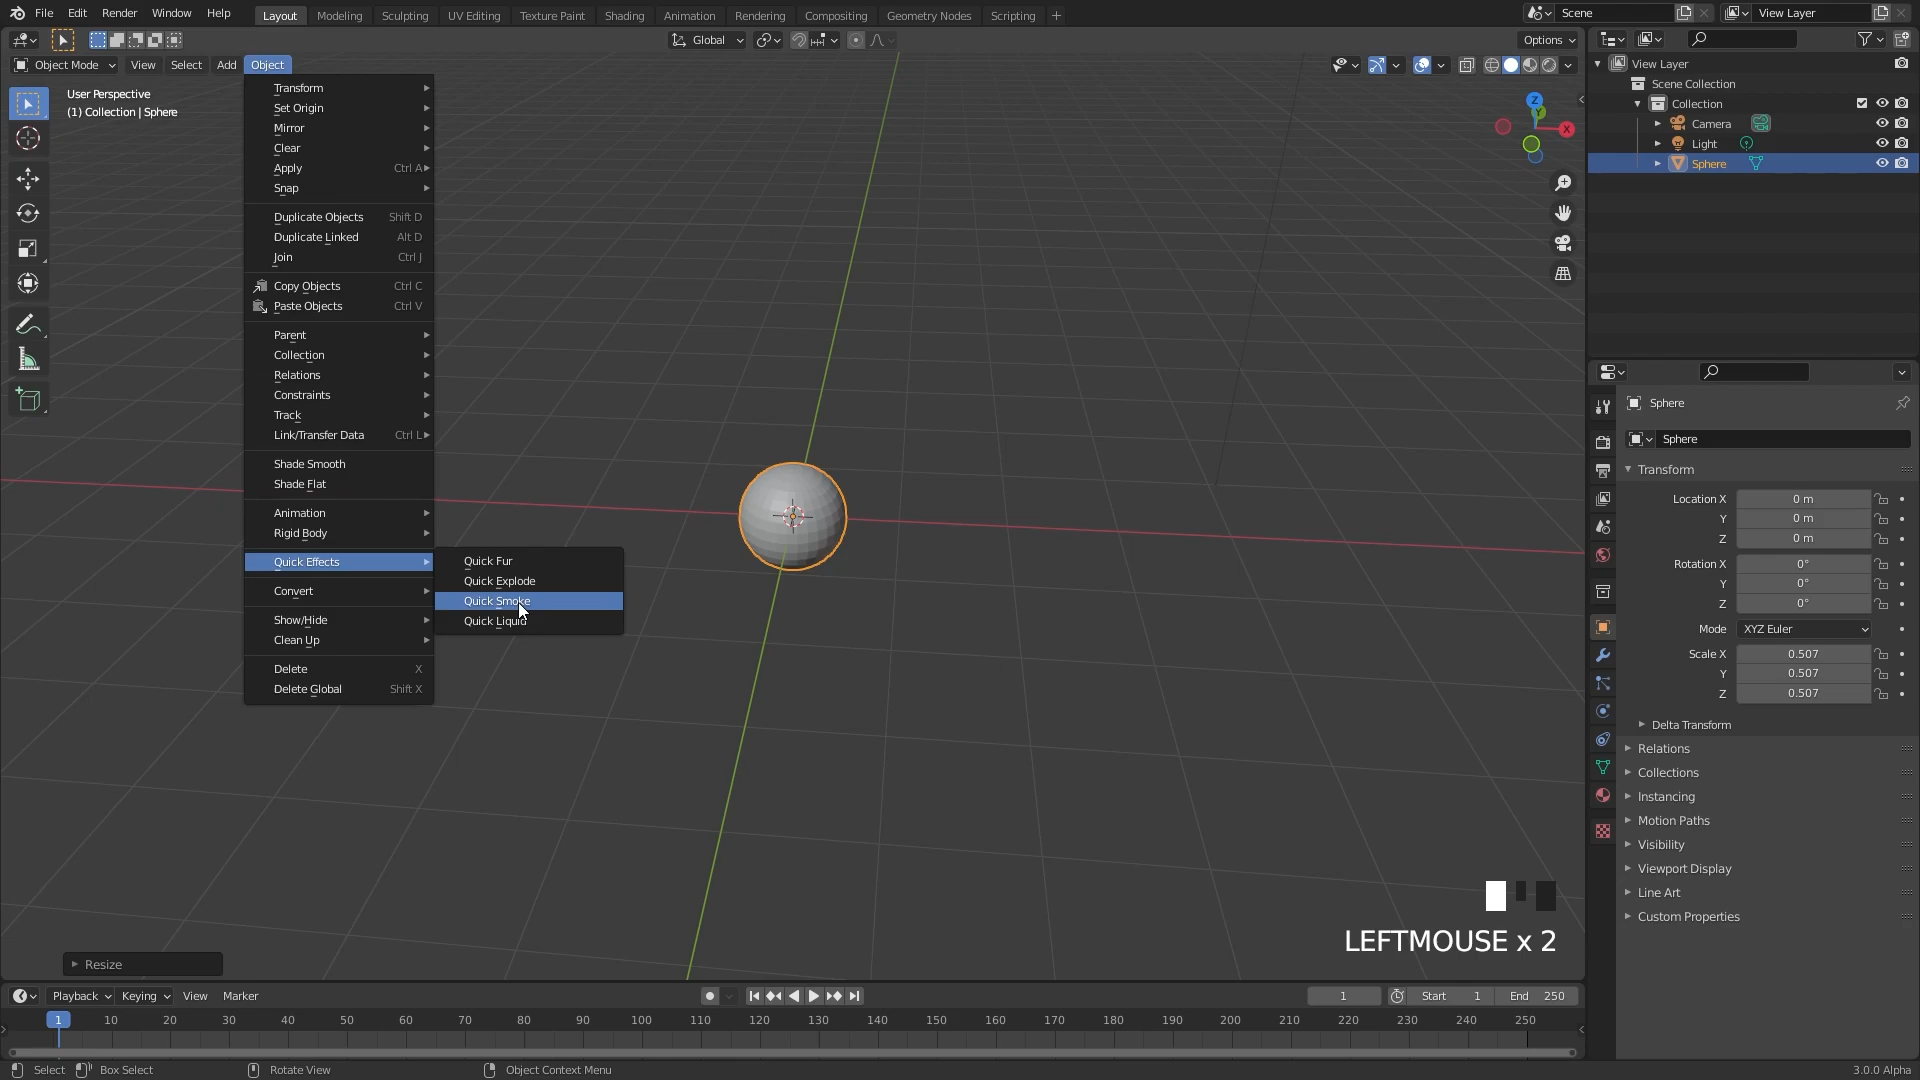 File Edit Render Window Help Layout Modeling Sculpting UV Editing Texture Paint Shading Animation Rendering Compositing Geometry Nodes Scripting + Scene View Layer
Global Options
Object Mode View Select Add Object
User Perspective
(1) Collection | Sphere
Transform
Set Origin
Mirror
Clear
Apply Ctrl A
Snap
Duplicate Objects Shift D
Duplicate Linked Alt D
Join Ctrl J
Copy Objects Ctrl C
Paste Objects Ctrl V
Parent
Collection
Relations
Constraints
Track
Link/Transfer Data Ctrl L
Shade Smooth
Shade Flat
Animation
Rigid Body
Quick Effects
Convert
Show/Hide
Clean Up
Delete X
Delete Global Shift X
Quick Fur
Quick Explode
Quick Smoke
Quick Liquid
Z
Y
X
View Layer
Scene Collection
Collection
Camera
Light
Sphere
Sphere
Sphere
Transform
Location X 0 m
Y 0 m
Z 0 m
Rotation X 0°
Y 0°
Z 0°
Mode XYZ Euler
Scale X 0.507
Y 0.507
Z 0.507
Delta Transform
Relations
Collections
Instancing
Motion Paths
Visibility
Viewport Display
Line Art
Custom Properties
LEFTMOUSE x 2
Resize
Playback Keying View Marker 1 Start 1 End 250
1 10 20 30 40 50 60 70 80 90 100 110 120 130 140 150 160 170 180 190 200 210 220 230 240 250
Select Box Select Rotate View Object Context Menu 3.0.0 Alpha